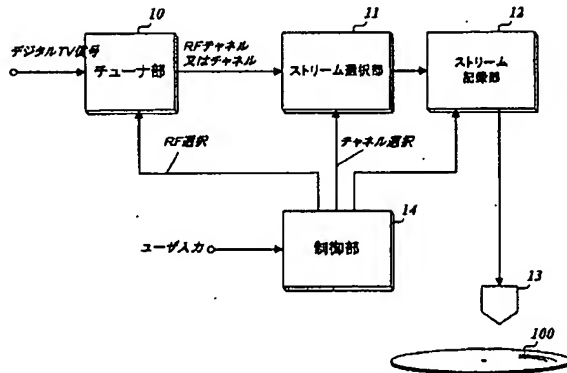 10
11
12
デジタルTV信号
チューナ部
RFチャネル
又はチャネル
ストリーム選択部
ストリーム
記録部
RF選択
チャネル選択
14
ユーザ入力
制御部
13
100